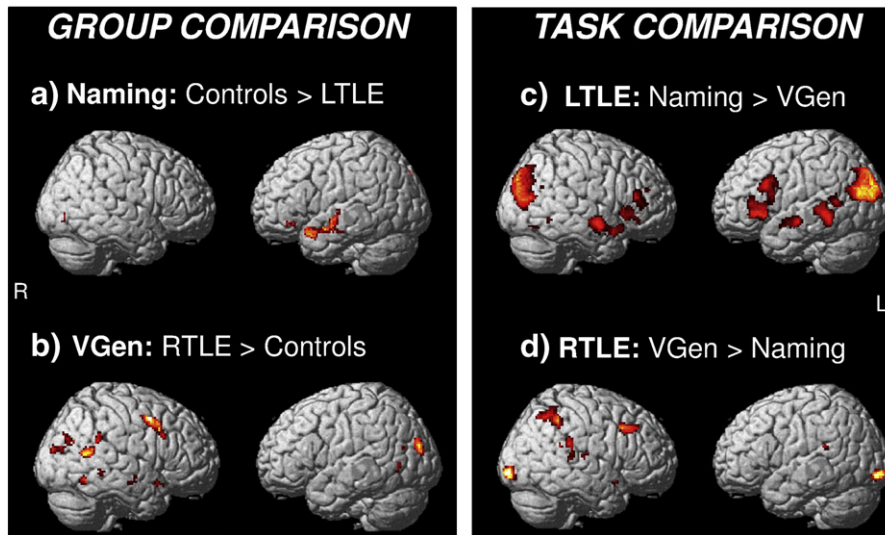 GROUP COMPARISON
a) Naming: Controls > LTLE
R
b) VGen: RTLE > Controls
TASK COMPARISON
c) LTLE: Naming > VGen
L
d) RTLE: VGen > Naming